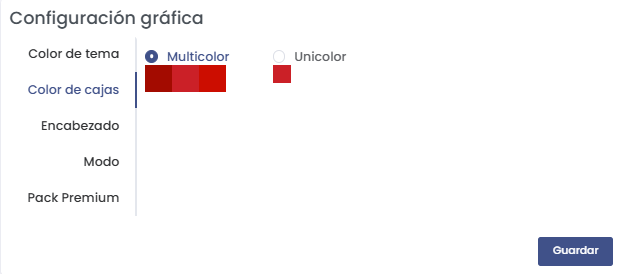 Configuración gráfica
Color de tema
Multicolor
Unicolor
Color de cajas
Encabezado
Modo
Pack Premium
Guardar